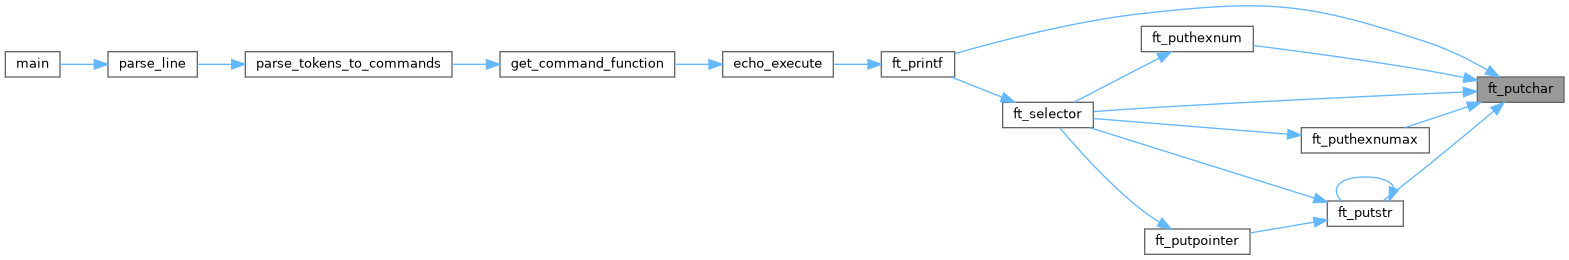 main
parse_line
parse_tokens_to_commands
get_command_function
echo_execute
ft_printf
ft_selector
ft_puthexnum
ft_puthexnumax
ft_putstr
ft_putpointer
ft_putchar